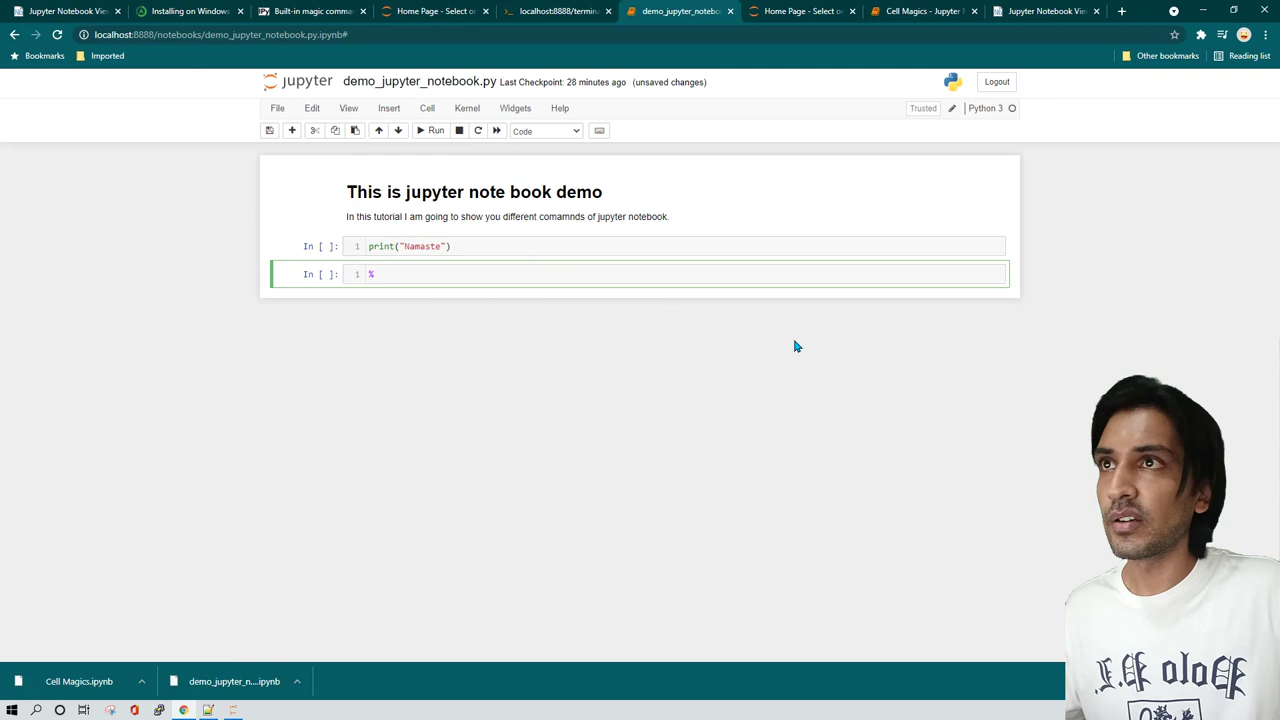 Jupyter Notebook Vie
Installing on Windows
IPy Built-in magic comma
Home Page - Select o
localhost:8888/termin
demo_jupyter_notebo
Home Page - Select o
Cell Magics - Jupyter N
Jupyter Notebook Vie
localhost:8888/notebooks/demo_jupyter_notebook.py.ipynb#
Bookmarks Imported Other bookmarks Reading list
jupyter demo_jupyter_notebook.py Last Checkpoint: 28 minutes ago (unsaved changes) Logout
File Edit View Insert Cell Kernel Widgets Help Trusted Python 3
Run Code
This is jupyter note book demo
In this tutorial I am going to show you different comamnds of jupyter notebook.
In [ ]: 1 print("Namaste")
In [ ]: 1 %
Cell Magics.ipynb demo_jupyter_n....ipynb